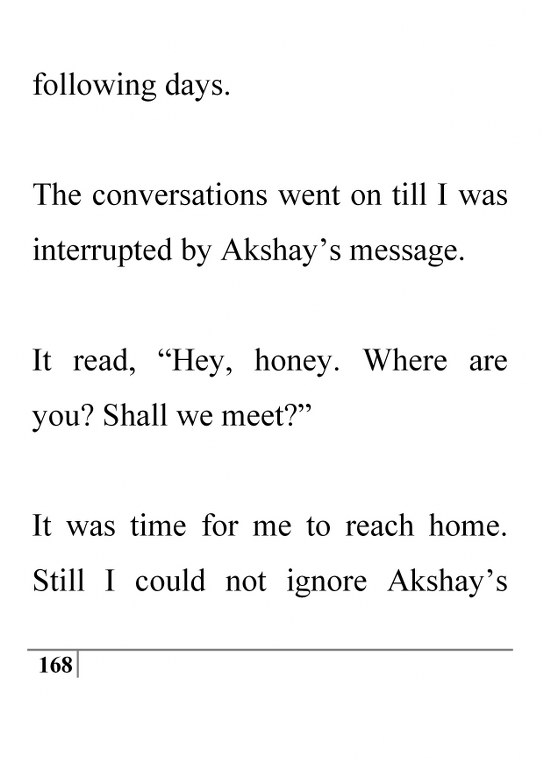 following days.
The conversations went on till I was
interrupted by Akshay’s message.
It read, “Hey, honey. Where are
you? Shall we meet?”
It was time for me to reach home.
Still I could not ignore Akshay’s
168